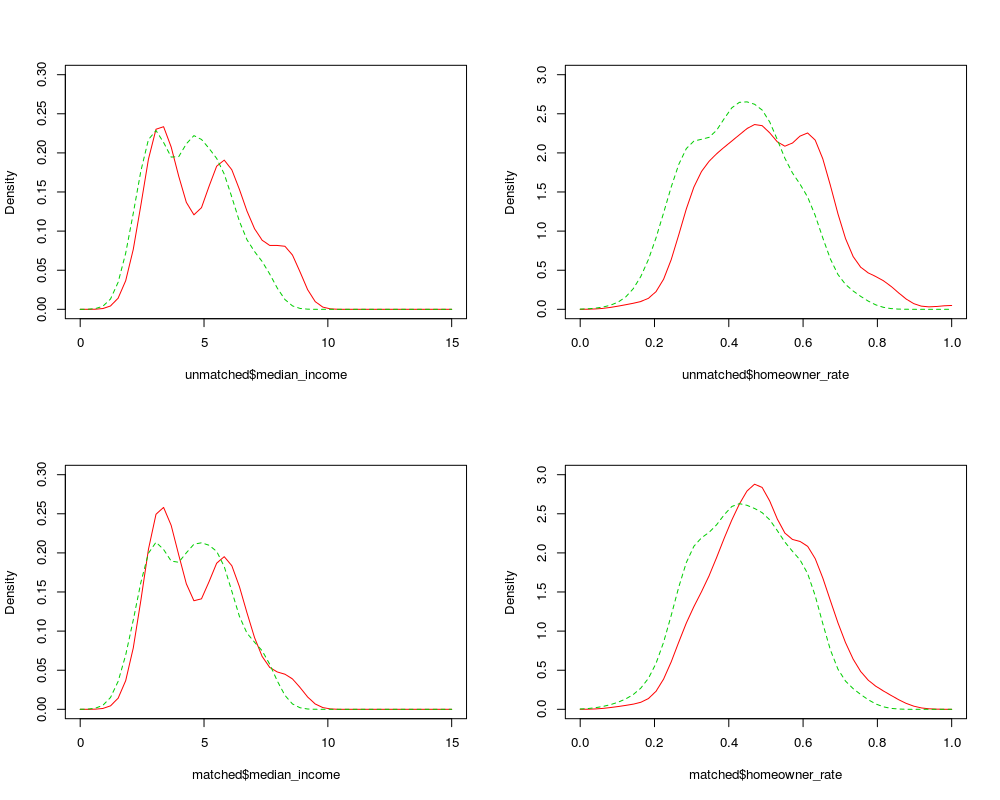 0.30
0.25
0.20
0.15
0.10
0.05
0.00
Density
0 5 10 15
unmatched$median_income
3.0
2.5
2.0
1.5
1.0
0.5
0.0
Density
0.0 0.2 0.4 0.6 0.8 1.0
unmatched$homeowner_rate
0.30
0.25
0.20
0.15
0.10
0.05
0.00
Density
0 5 10 15
matched$median_income
3.0
2.5
2.0
1.5
1.0
0.5
0.0
Density
0.0 0.2 0.4 0.6 0.8 1.0
matched$homeowner_rate